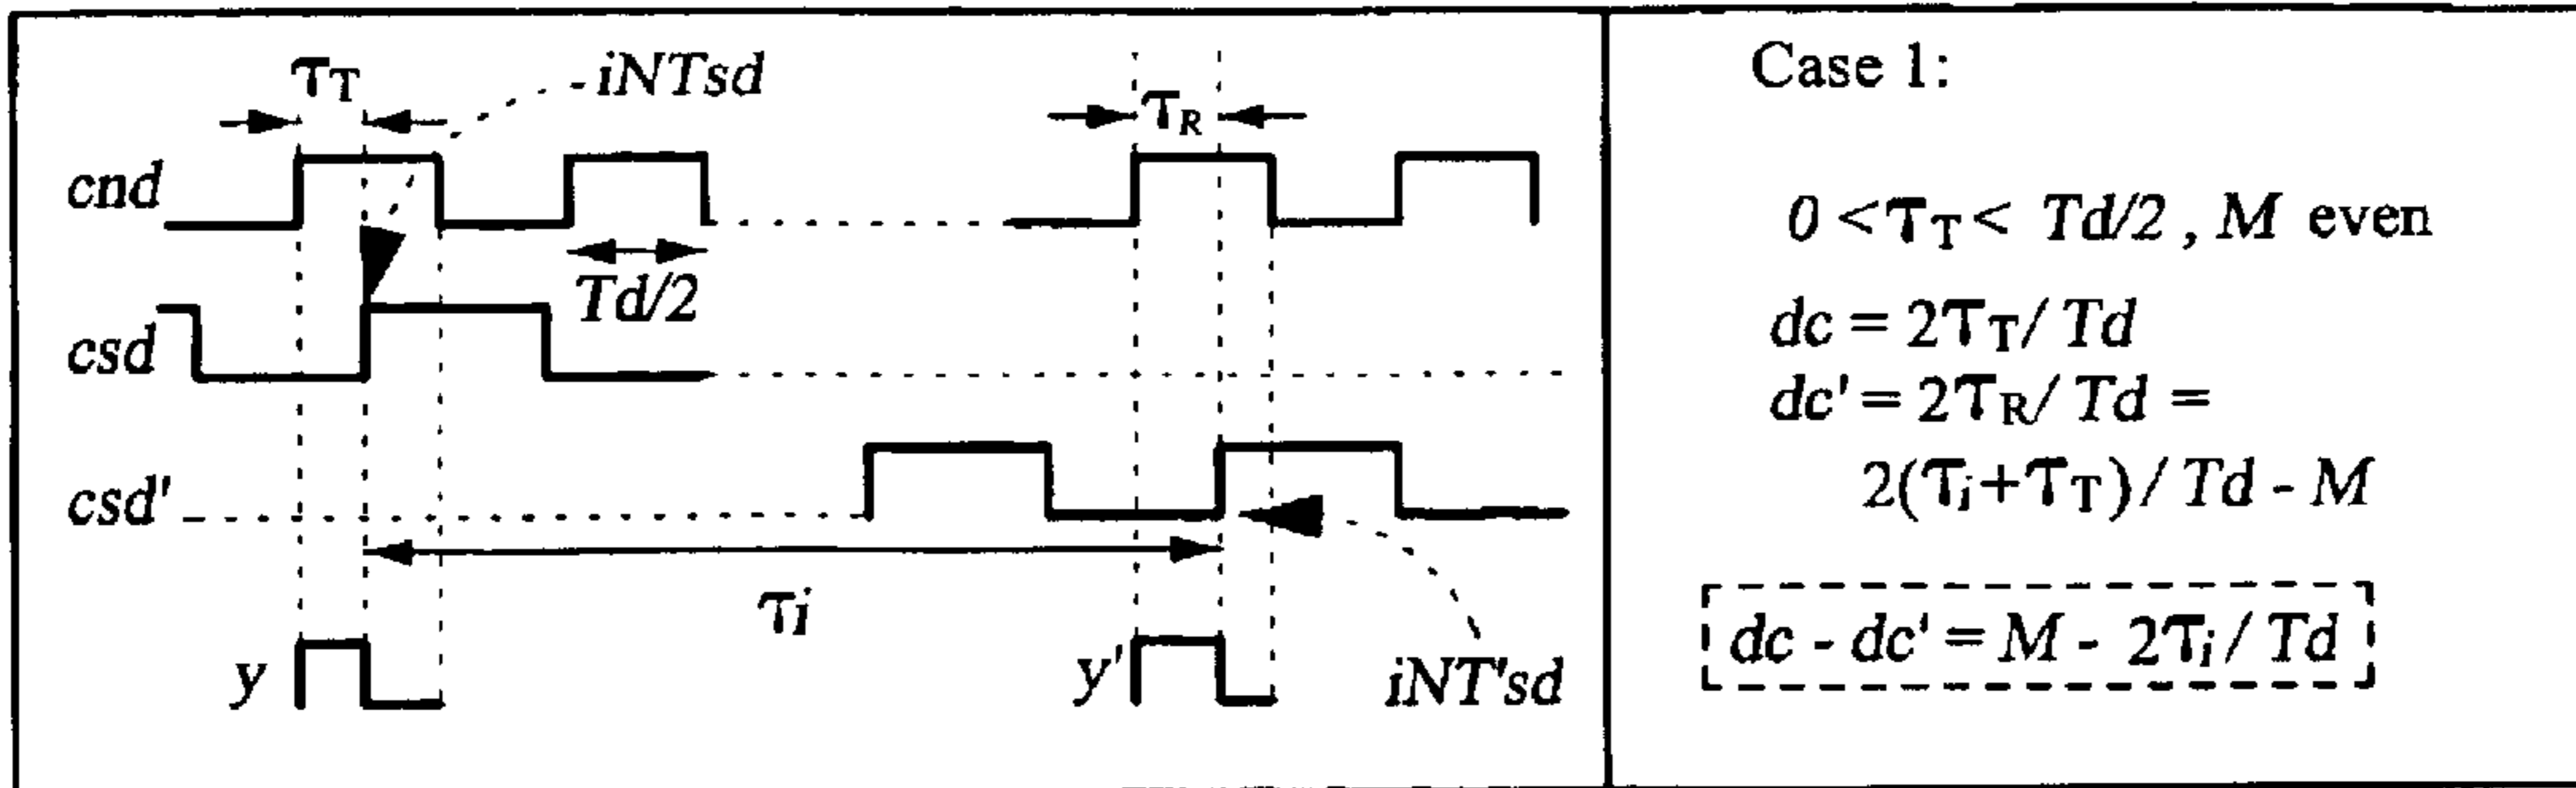 τT
iNTsd
τR
cnd
Td/2
csd
csd'
τi
y
y'
iNT'sd
Case 1:
0 < τT < Td/2 , M even
dc = 2τT / Td
dc' = 2τR / Td =
2(τi+τT) / Td - M
dc - dc' = M - 2τi / Td